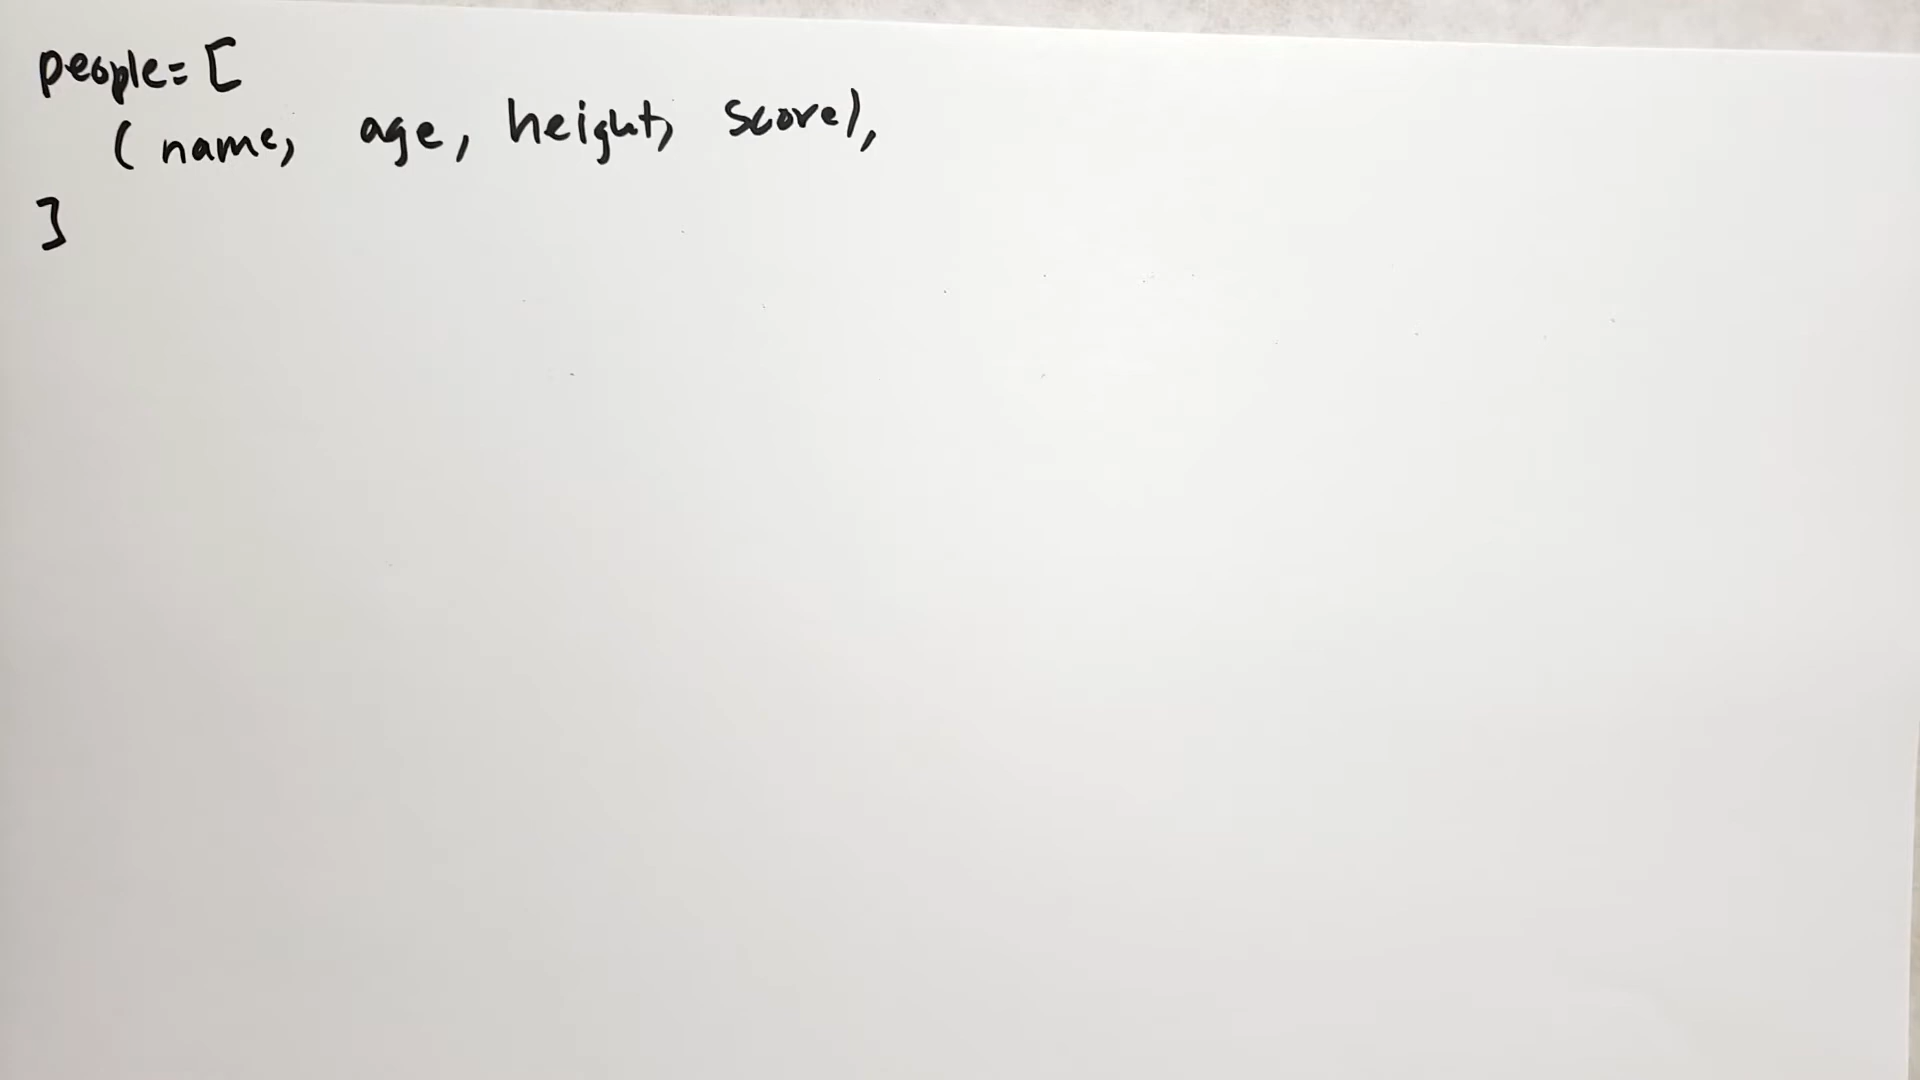 people=[
(name, age, height, score),
]